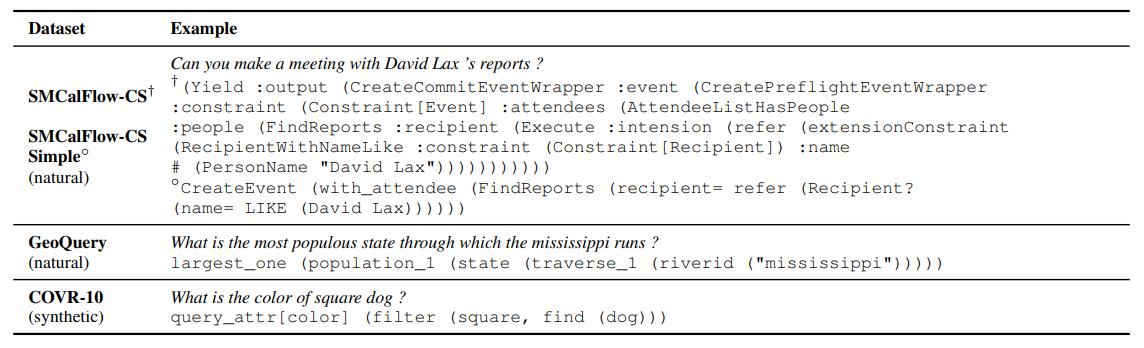 Dataset Example
Can you make a meeting with David Lax 's reports ?
SMCalFlow-CS†
†(Yield :output (CreateCommitEventWrapper :event (CreatePreflightEventWrapper
:constraint (Constraint[Event] :attendees (AttendeeListHasPeople
SMCalFlow-CS
:people (FindReports :recipient (Execute :intension (refer (extensionConstraint
Simple○
(RecipientWithNameLike :constraint (Constraint[Recipient]) :name
(natural)
# (PersonName "David Lax")))))))))))
○CreateEvent (with_attendee (FindReports (recipient= refer (Recipient?
(name= LIKE (David Lax))))))
GeoQuery What is the most populous state through which the mississippi runs ?
(natural) largest_one (population_1 (state (traverse_1 (riverid ("mississippi")))))
COVR-10 What is the color of square dog ?
(synthetic) query_attr[color] (filter (square, find (dog)))